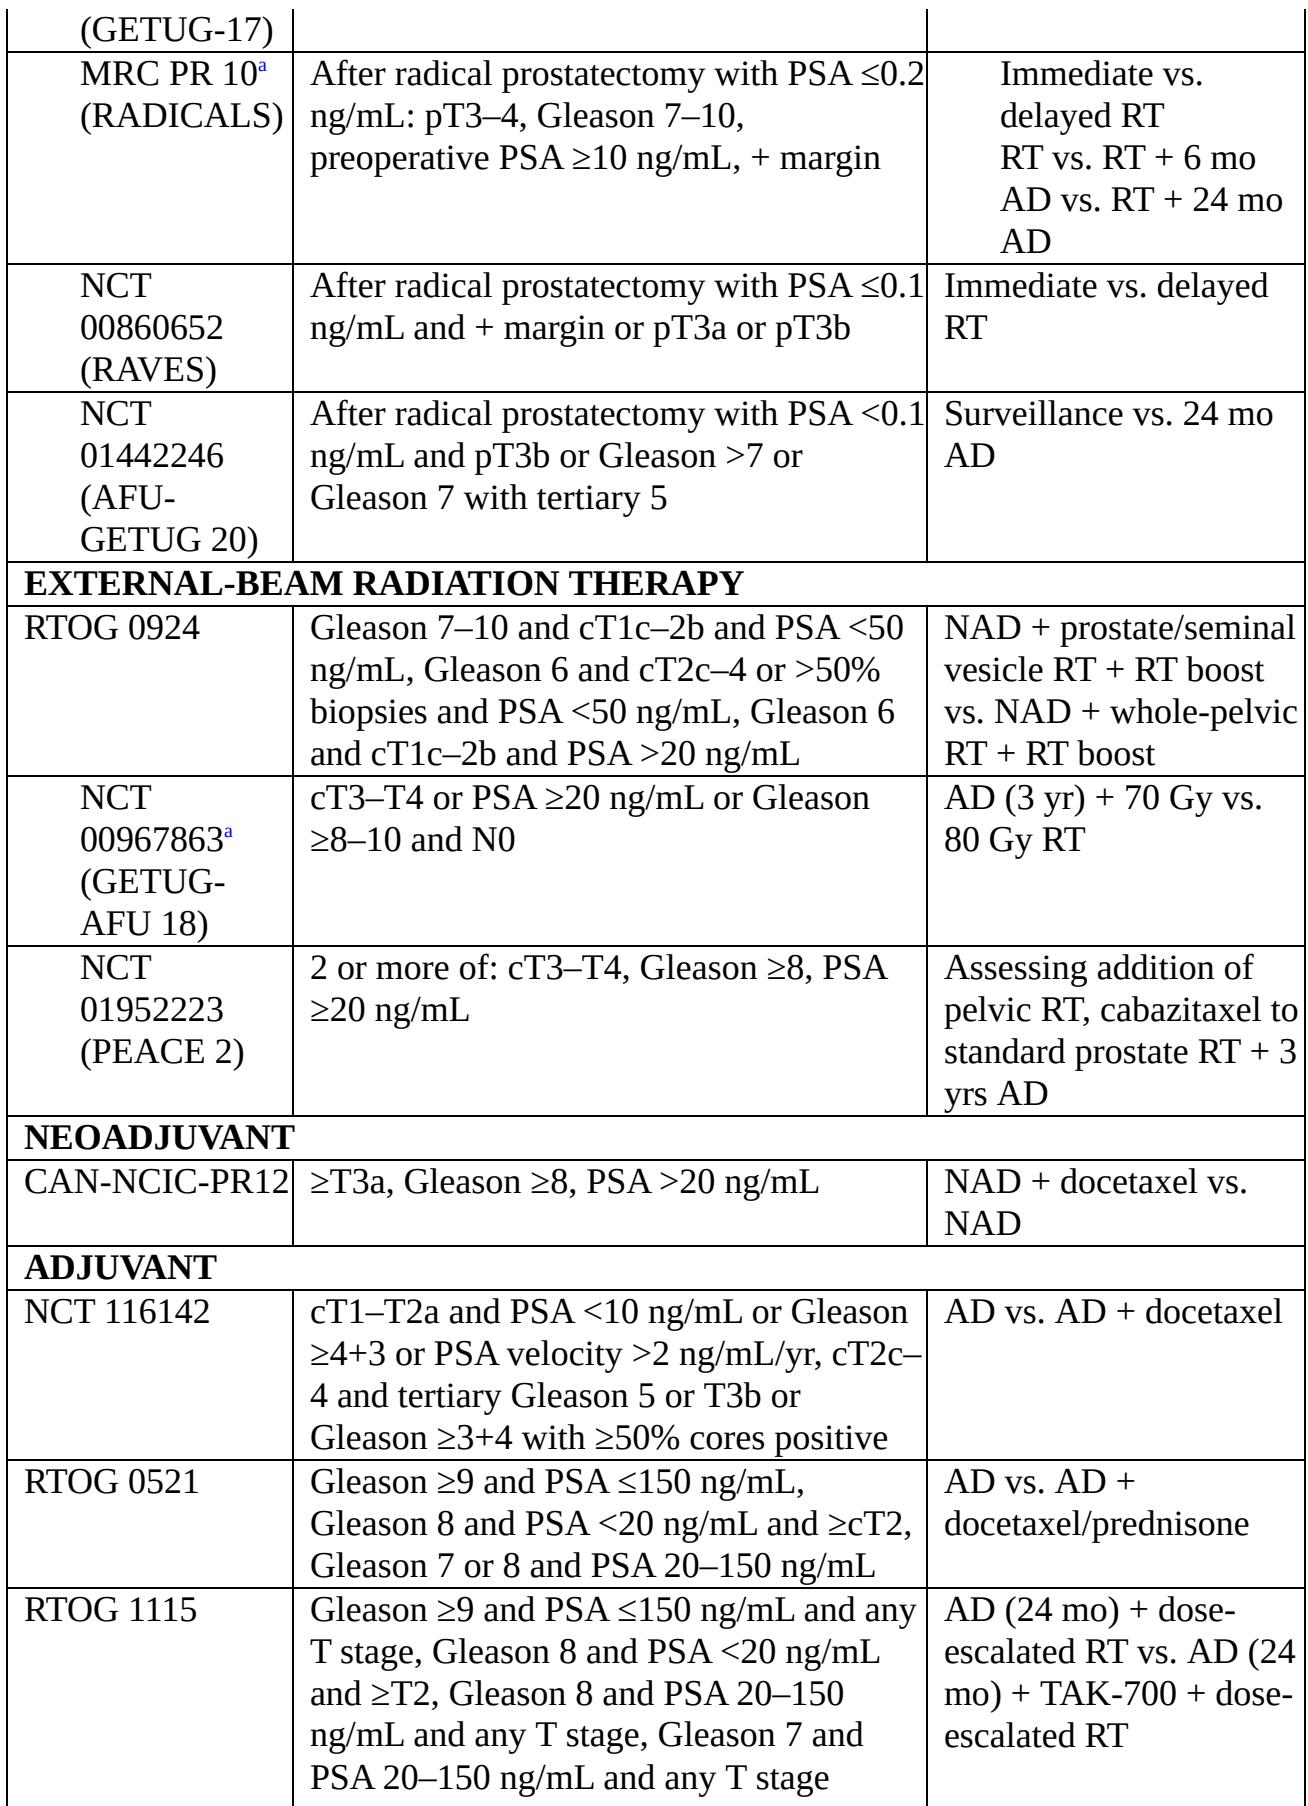 (GETUG-17)
MRC PR 10a
(RADICALS)
After radical prostatectomy with PSA ≤0.2
ng/mL: pT3–4, Gleason 7–10,
preoperative PSA ≥10 ng/mL, + margin
Immediate vs.
delayed RT
RT vs. RT + 6 mo
AD vs. RT + 24 mo
AD
NCT
00860652
(RAVES)
After radical prostatectomy with PSA ≤0.1
ng/mL and + margin or pT3a or pT3b
Immediate vs. delayed
RT
NCT
01442246
(AFU-
GETUG 20)
After radical prostatectomy with PSA <0.1
ng/mL and pT3b or Gleason >7 or
Gleason 7 with tertiary 5
Surveillance vs. 24 mo
AD
EXTERNAL-BEAM RADIATION THERAPY
RTOG 0924
Gleason 7–10 and cT1c–2b and PSA <50
ng/mL, Gleason 6 and cT2c–4 or >50%
biopsies and PSA <50 ng/mL, Gleason 6
and cT1c–2b and PSA >20 ng/mL
NAD + prostate/seminal
vesicle RT + RT boost
vs. NAD + whole-pelvic
RT + RT boost
NCT
00967863a
(GETUG-
AFU 18)
cT3–T4 or PSA ≥20 ng/mL or Gleason
≥8–10 and N0
AD (3 yr) + 70 Gy vs.
80 Gy RT
NCT
01952223
(PEACE 2)
2 or more of: cT3–T4, Gleason ≥8, PSA
≥20 ng/mL
Assessing addition of
pelvic RT, cabazitaxel to
standard prostate RT + 3
yrs AD
NEOADJUVANT
CAN-NCIC-PR12
≥T3a, Gleason ≥8, PSA >20 ng/mL
NAD + docetaxel vs.
NAD
ADJUVANT
NCT 116142
cT1–T2a and PSA <10 ng/mL or Gleason
≥4+3 or PSA velocity >2 ng/mL/yr, cT2c–
4 and tertiary Gleason 5 or T3b or
Gleason ≥3+4 with ≥50% cores positive
AD vs. AD + docetaxel
RTOG 0521
Gleason ≥9 and PSA ≤150 ng/mL,
Gleason 8 and PSA <20 ng/mL and ≥cT2,
Gleason 7 or 8 and PSA 20–150 ng/mL
AD vs. AD +
docetaxel/prednisone
RTOG 1115
Gleason ≥9 and PSA ≤150 ng/mL and any
T stage, Gleason 8 and PSA <20 ng/mL
and ≥T2, Gleason 8 and PSA 20–150
ng/mL and any T stage, Gleason 7 and
PSA 20–150 ng/mL and any T stage
AD (24 mo) + dose-
escalated RT vs. AD (24
mo) + TAK-700 + dose-
escalated RT